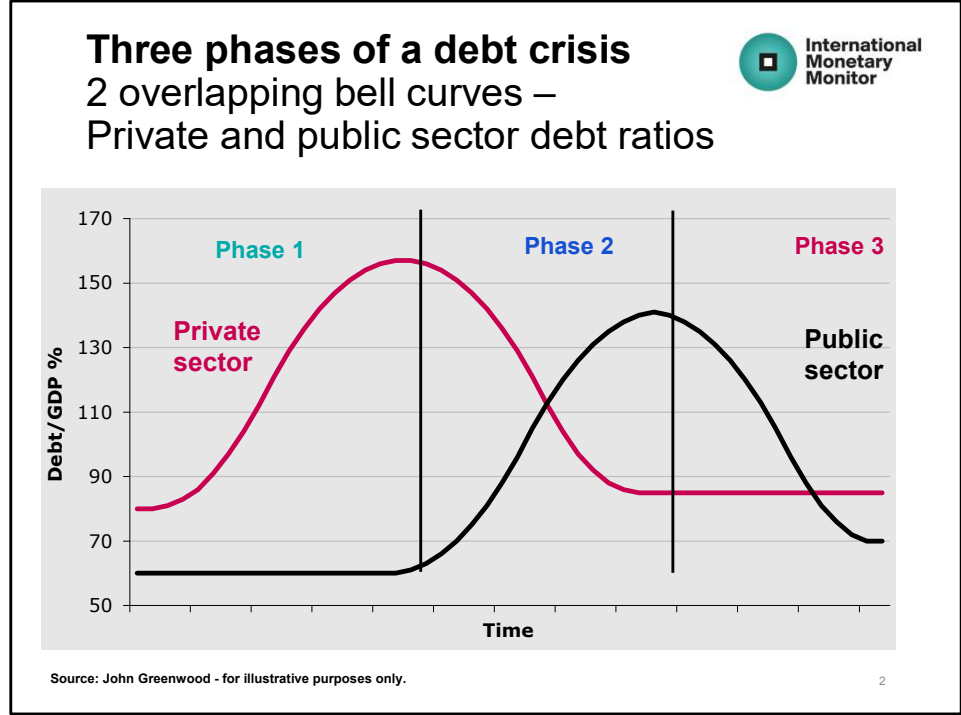 Three phases of a debt crisis
2 overlapping bell curves –
Private and public sector debt ratios
International
Monetary
Monitor
170
150
130
110
90
70
50
Debt/GDP %
Phase 1
Phase 2
Phase 3
Private
sector
Public
sector
Time
Source: John Greenwood - for illustrative purposes only.
2